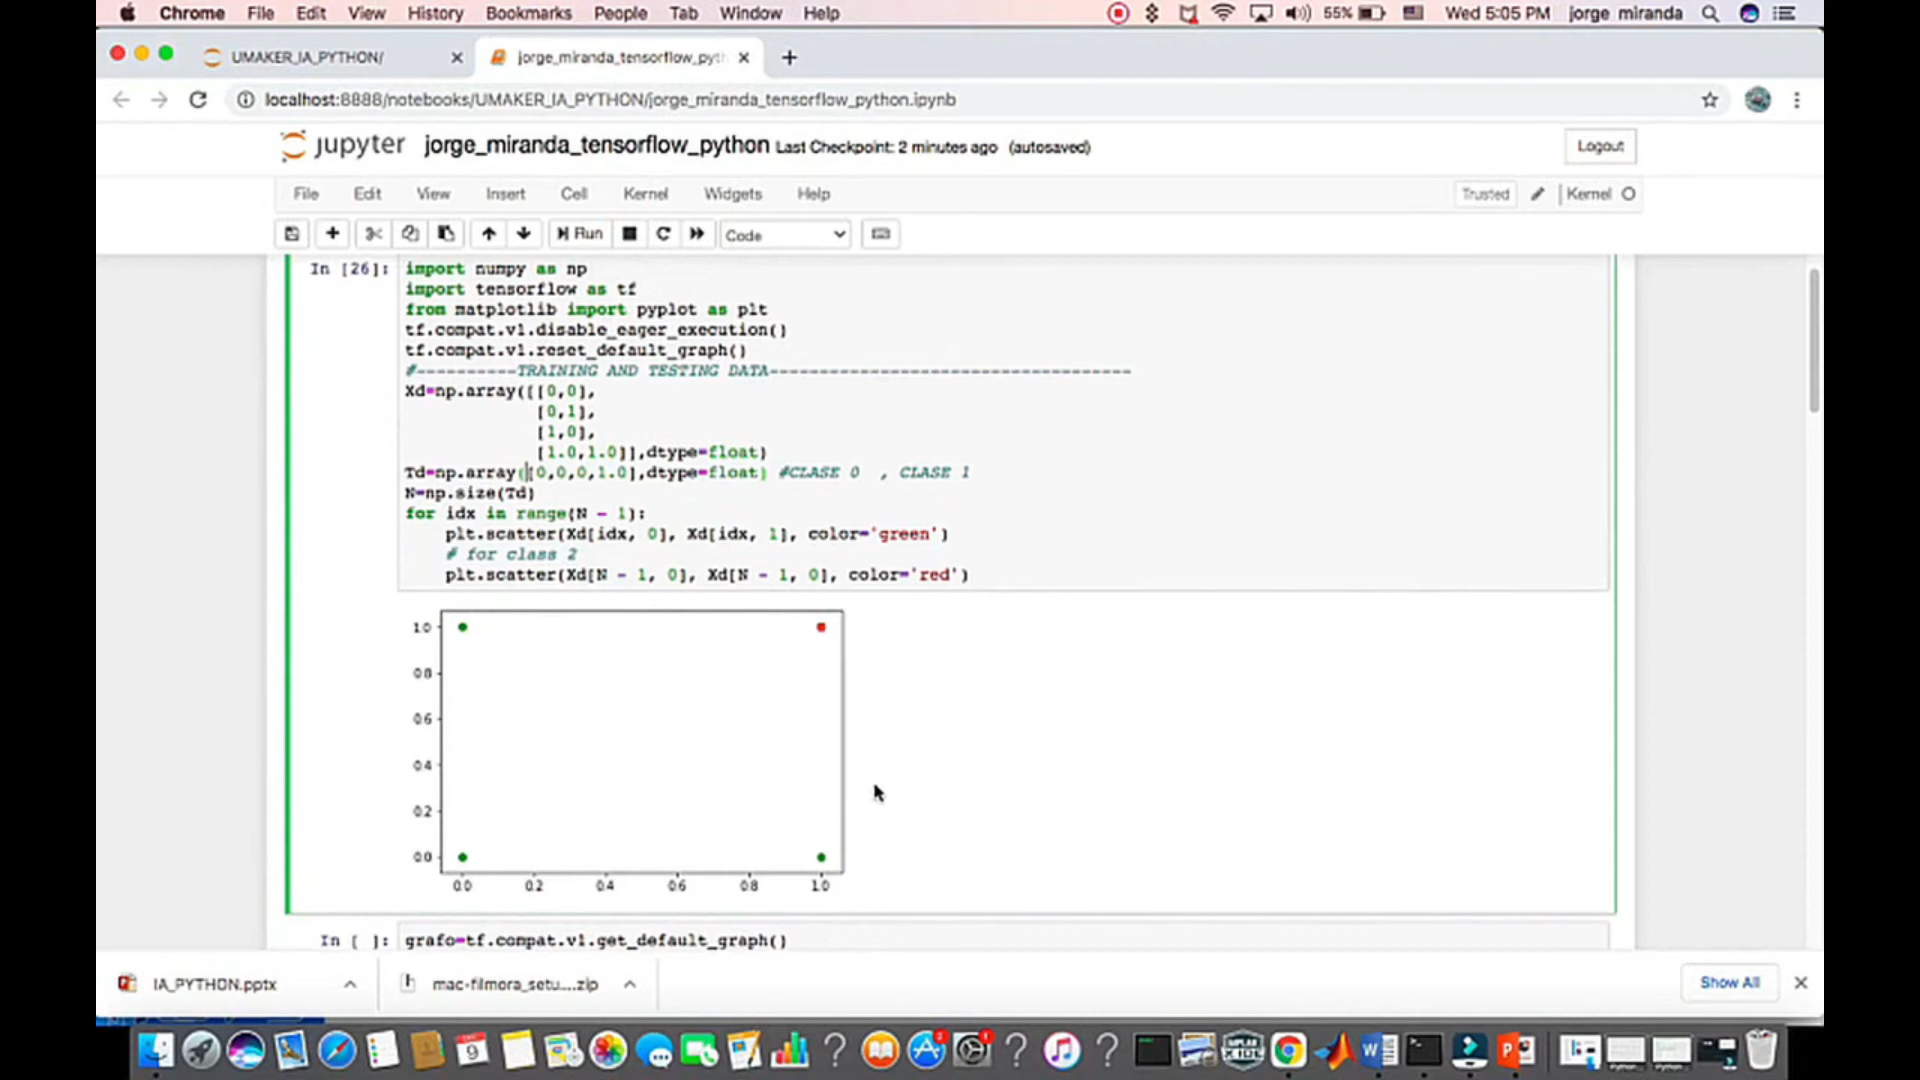 Chrome File Edit View History Bookmarks People Tab Window Help 55% Wed 5:05 PM jorge miranda
UMAKER_IA_PYTHON/ jorge_miranda_tensorflow_pyth
localhost:8888/notebooks/UMAKER_IA_PYTHON/jorge_miranda_tensorflow_python.ipynb
jupyter jorge_miranda_tensorflow_python Last Checkpoint: 2 minutes ago (autosaved) Logout
File Edit View Insert Cell Kernel Widgets Help Trusted Kernel
Run Code
In [26]: import numpy as np
import tensorflow as tf
from matplotlib import pyplot as plt
tf.compat.v1.disable_eager_execution()
tf.compat.v1.reset_default_graph()
#----------TRAINING AND TESTING DATA------------------------------------
Xd=np.array([[0,0],
[0,1],
[1,0],
[1.0,1.0]],dtype=float)
Td=np.array([0,0,0,1.0],dtype=float) #CLASE 0 , CLASE 1
N=np.size(Td)
for idx in range(N - 1):
plt.scatter(Xd[idx, 0], Xd[idx, 1], color='green')
# for class 2
plt.scatter(Xd[N - 1, 0], Xd[N - 1, 0], color='red')
1.0
0.8
0.6
0.4
0.2
0.0
0.0 0.2 0.4 0.6 0.8 1.0
In [ ]: grafo=tf.compat.v1.get_default_graph()
IA_PYTHON.pptx mac-filmora_setu....zip Show All
9